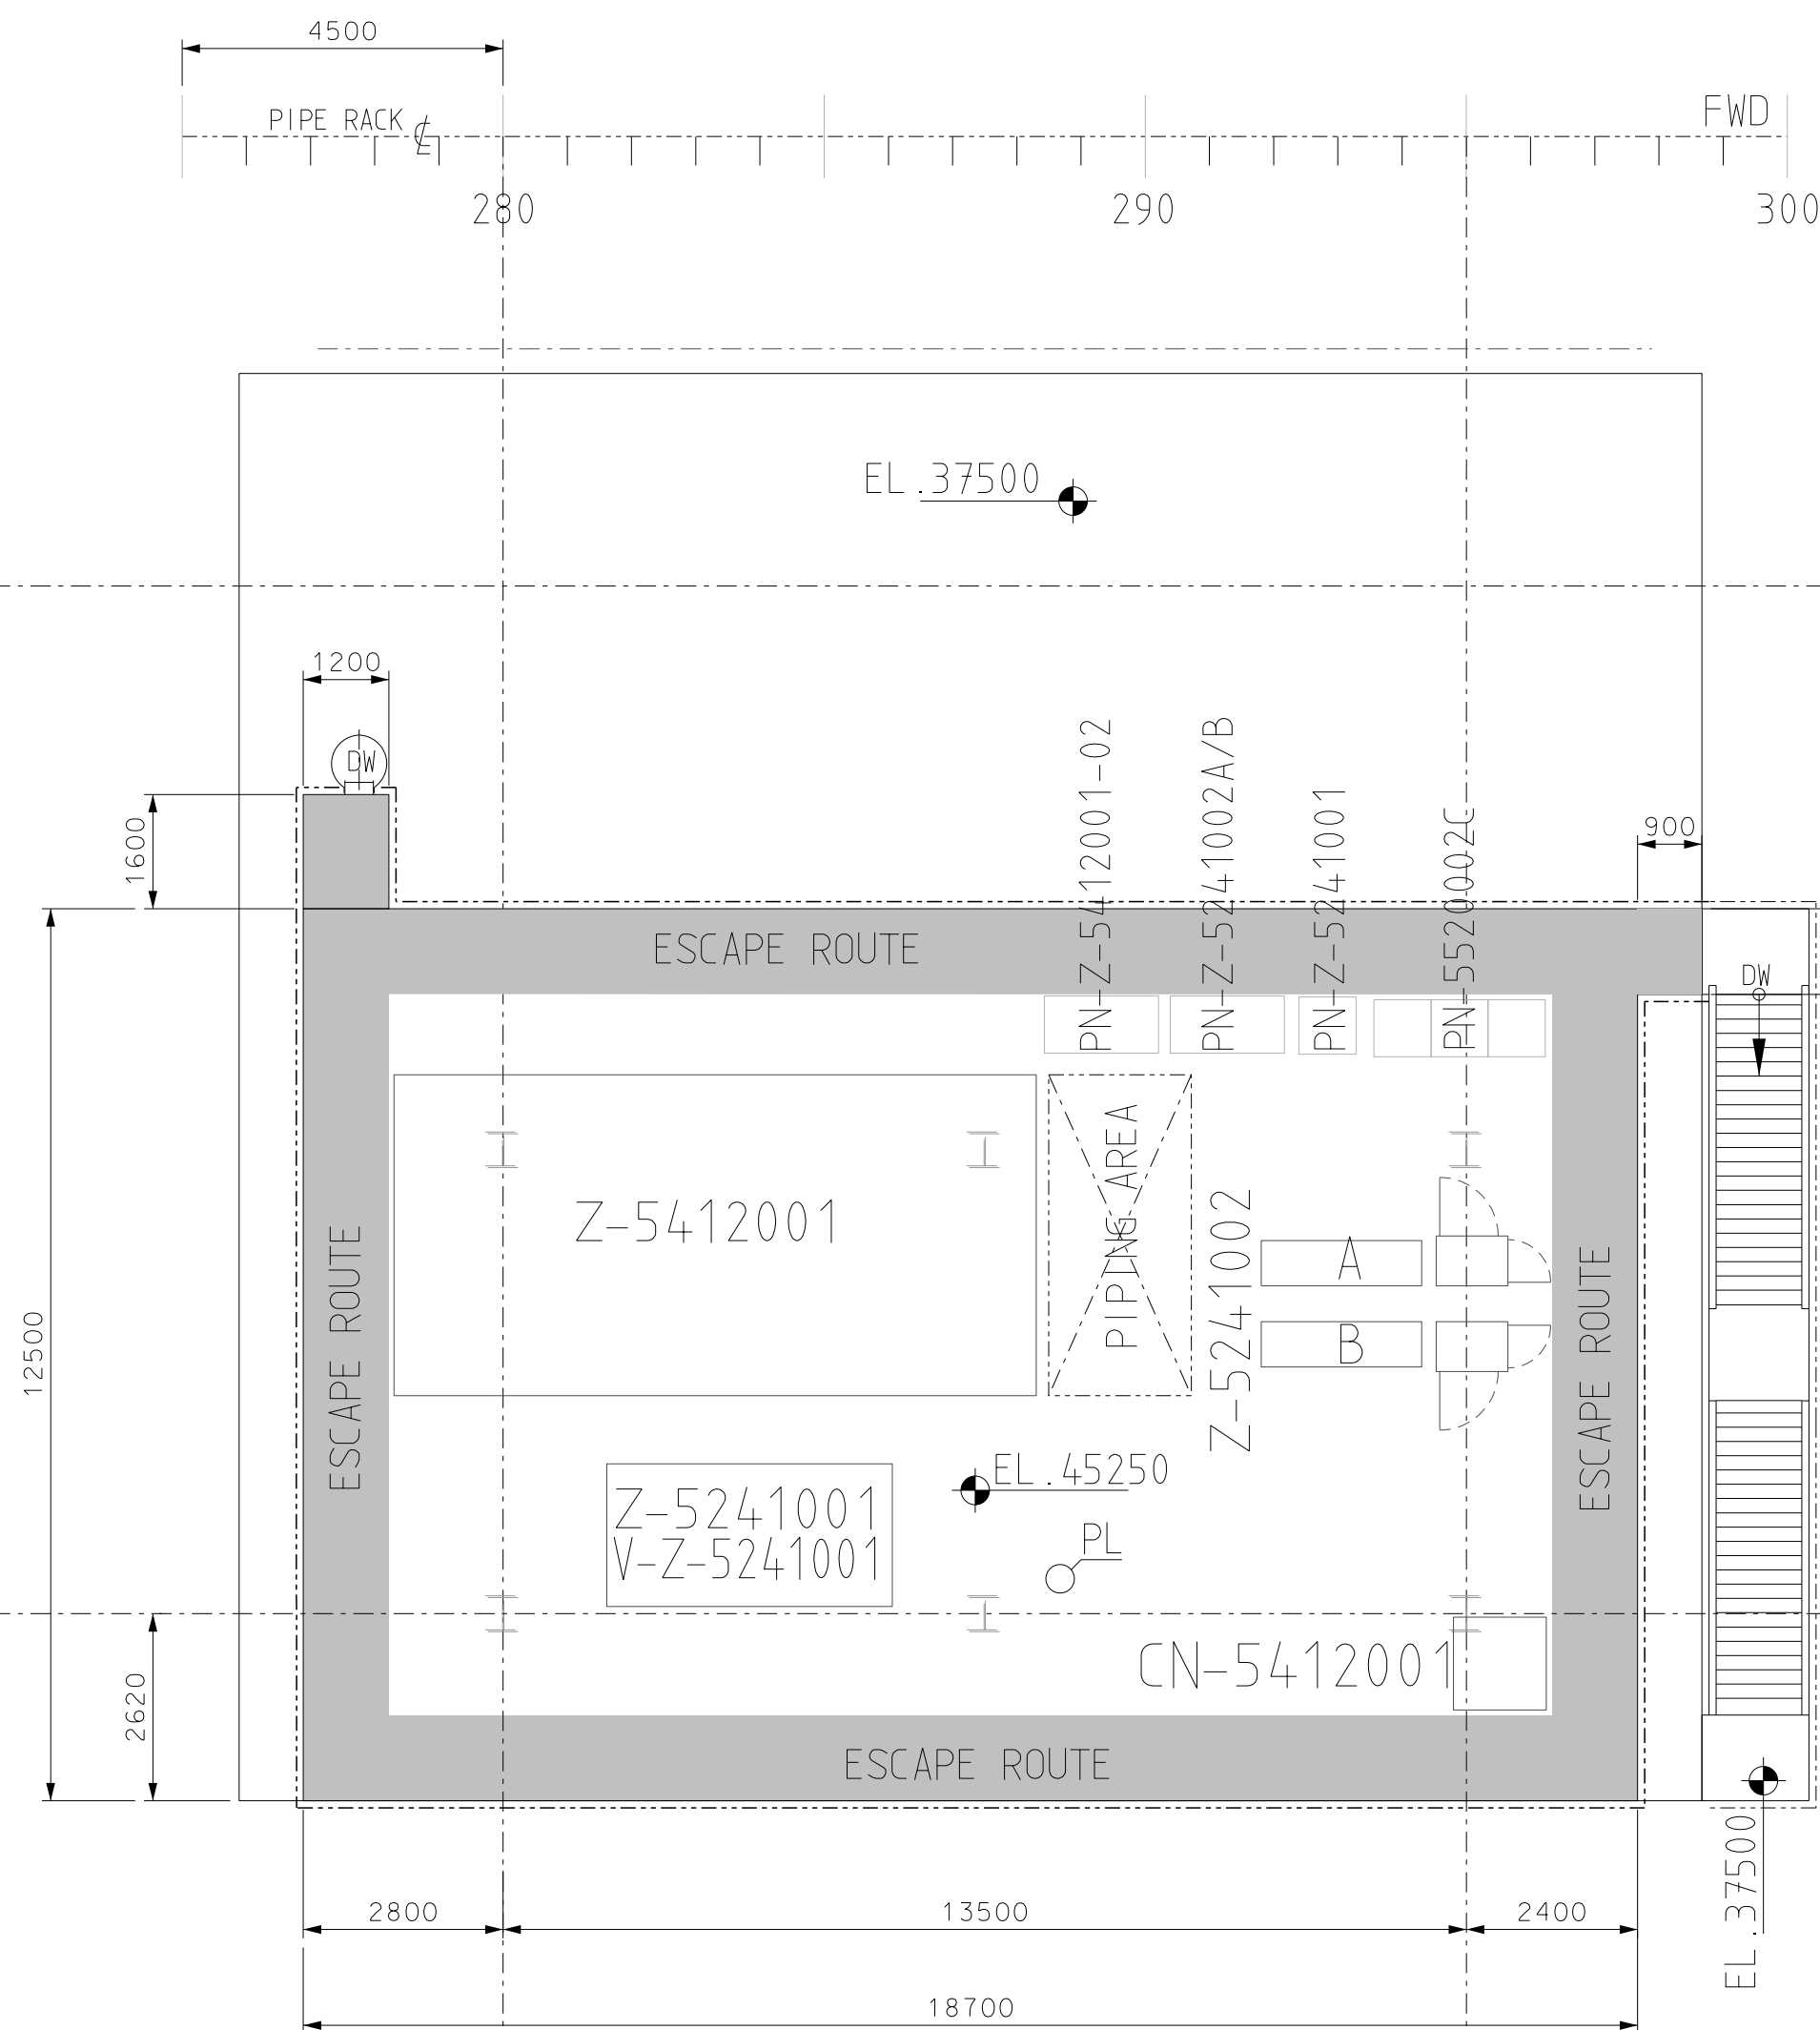 4500
PIPE RACK ℄
FWD
280
290
300
EL.37500
1200
DW
1600
900
PN-Z-5412001-02
PN-Z-5241002A/B
PN-Z-5241001
PN-5520002C
ESCAPE ROUTE
DW
Z-5412001
PIPING AREA
Z-5241002
A
B
ESCAPE ROUTE
ESCAPE ROUTE
12500
EL.45250
Z-5241001
V-Z-5241001
PL
CN-5412001
2620
ESCAPE ROUTE
EL.37500
2800
13500
2400
18700